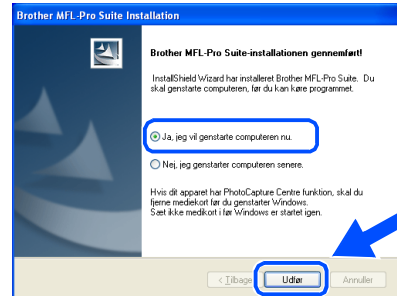 Brother MFL-Pro Suite Installation
Brother MFL-Pro Suite-installationen gennemført!
InstallShield Wizard har installeret Brother MFL-Pro Suite. Du
skal genstarte computeren, før du kan køre programmet.
Ja, jeg vil genstarte computeren nu.
Nej, jeg genstarter computeren senere.
Hvis dit apparet har PhotoCapture Centre funktion, skal du
fjerne mediekort før du genstarter Windows.
Sæt ikke medikort i før Windows er startet igen.
< Tilbage Udfør Annuller